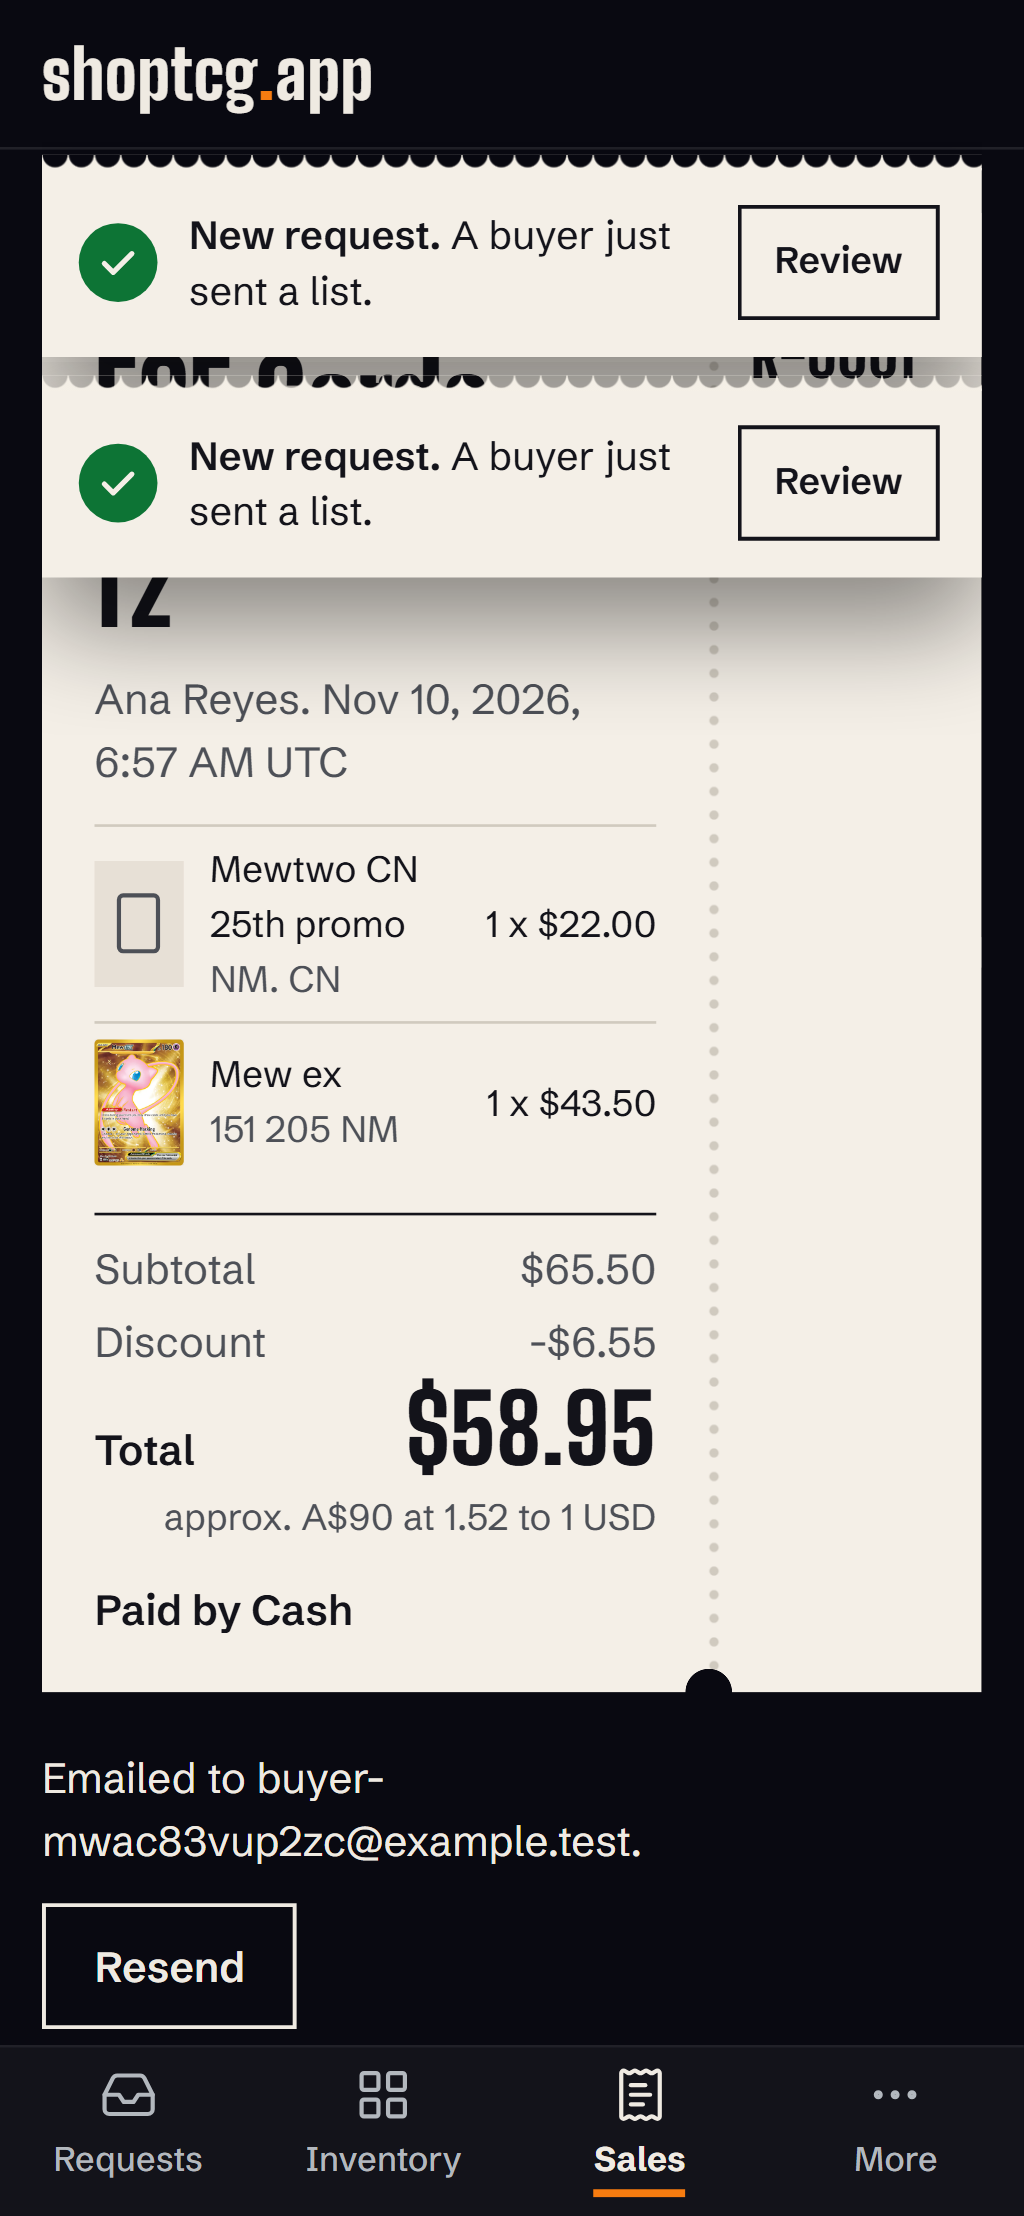 shoptcg.app
New request. A buyer just
sent a list.
Review
New request. A buyer just
sent a list.
Review
12
Ana Reyes. Nov 10, 2026,
6:57 AM UTC
Mewtwo CN
25th promo
NM. CN
1 x $22.00
Mew ex
151 205 NM
1 x $43.50
Subtotal
$65.50
Discount
-$6.55
Total
$58.95
approx. A$90 at 1.52 to 1 USD
Paid by Cash
Emailed to buyer-
mwac83vup2zc@example.test.
Resend
Requests
Inventory
Sales
More